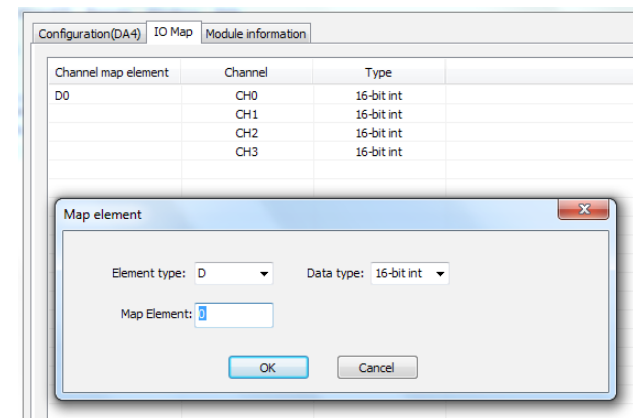 Configuration(DA4) IO Map Module information
Channel map element Channel Type
D0 CH0 16-bit int
CH1 16-bit int
CH2 16-bit int
CH3 16-bit int
Map element
Element type: D Data type: 16-bit int
Map Element: 0
OK Cancel